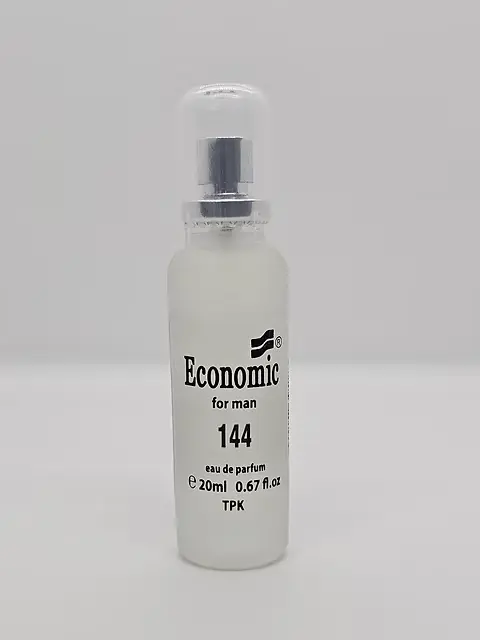 ®
Economic
for man
144
eau de parfum
℮ 20ml 0.67 fl.oz
TPK